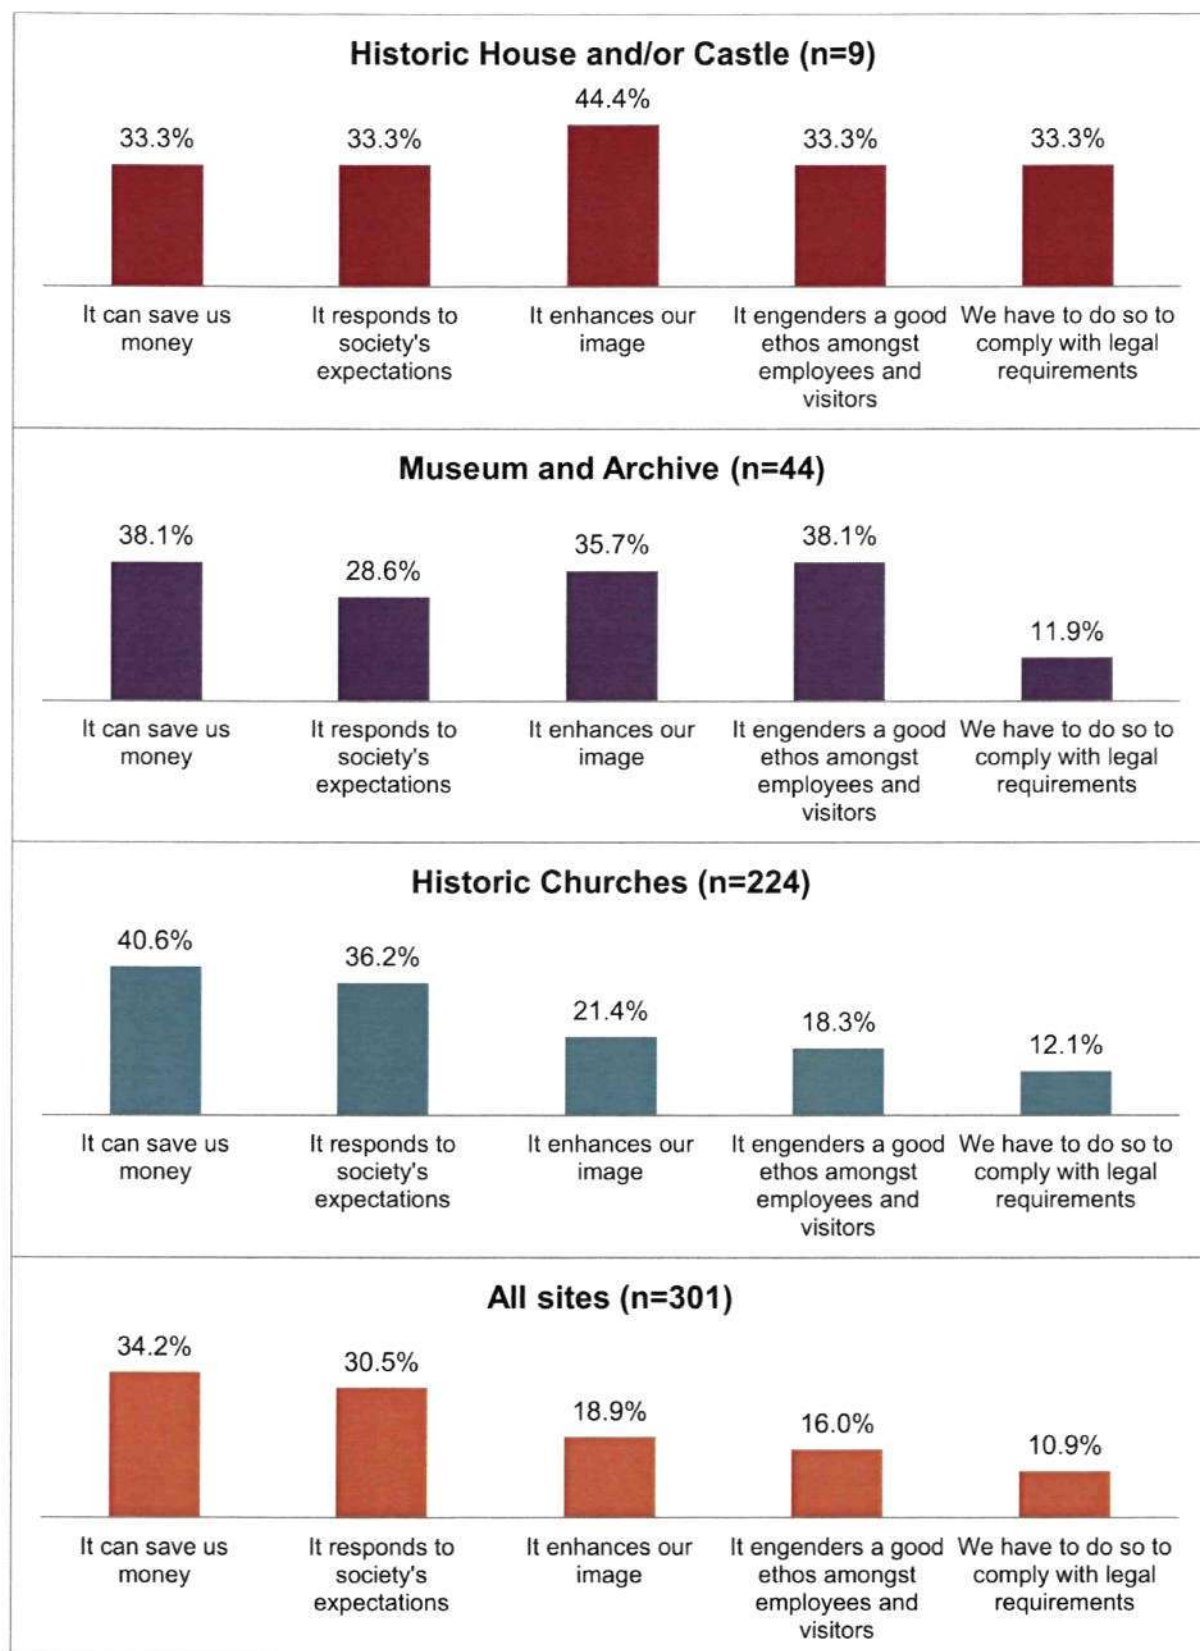 Historic House and/or Castle (n=9)
33.3%
33.3%
44.4%
33.3%
33.3%
It can save us
money
It responds to
society's
expectations
It enhances our
image
It engenders a good
ethos amongst
employees and
visitors
We have to do so to
comply with legal
requirements
Museum and Archive (n=44)
38.1%
28.6%
35.7%
38.1%
11.9%
It can save us
money
It responds to
society's
expectations
It enhances our
image
It engenders a good
ethos amongst
employees and
visitors
We have to do so to
comply with legal
requirements
Historic Churches (n=224)
40.6%
36.2%
21.4%
18.3%
12.1%
It can save us
money
It responds to
society's
expectations
It enhances our
image
It engenders a good
ethos amongst
employees and
visitors
We have to do so to
comply with legal
requirements
All sites (n=301)
34.2%
30.5%
18.9%
16.0%
10.9%
It can save us
money
It responds to
society's
expectations
It enhances our
image
It engenders a good
ethos amongst
employees and
visitors
We have to do so to
comply with legal
requirements